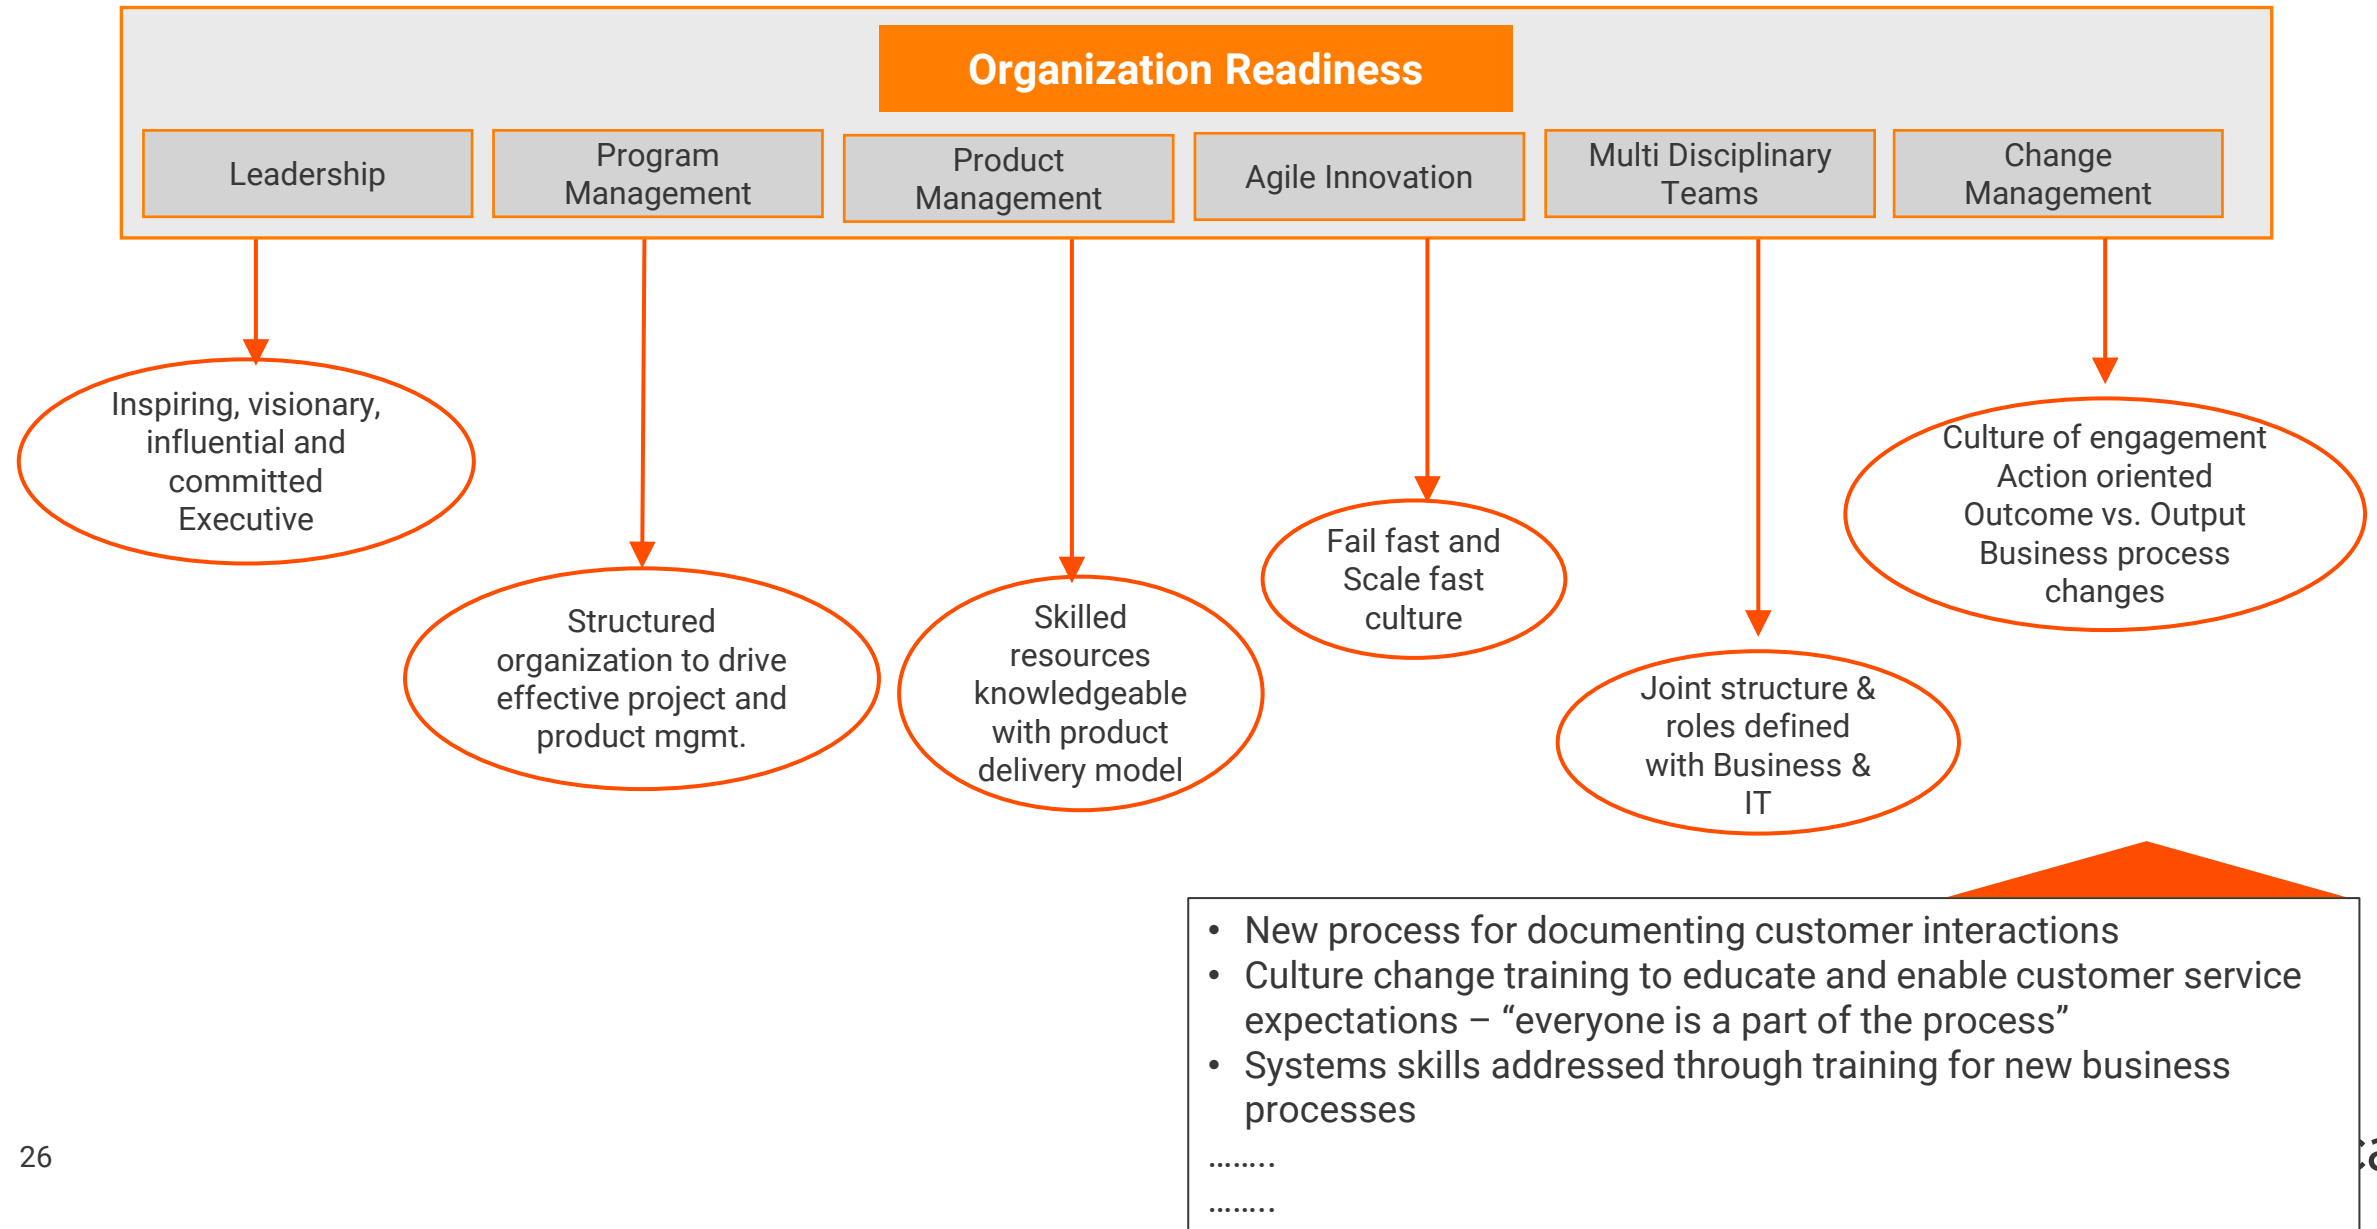 Organization Readiness
Leadership
Program
Management
Product
Management
Agile Innovation
Multi Disciplinary
Teams
Change
Management
Inspiring, visionary,
influential and
committed
Executive
Structured
organization to drive
effective project and
product mgmt.
Skilled
resources
knowledgeable
with product
delivery model
Fail fast and
Scale fast
culture
Joint structure &
roles defined
with Business &
IT
Culture of engagement
Action oriented
Outcome vs. Output
Business process
changes
• New process for documenting customer interactions
• Culture change training to educate and enable customer service
expectations – “everyone is a part of the process”
• Systems skills addressed through training for new business
processes
........
........
26